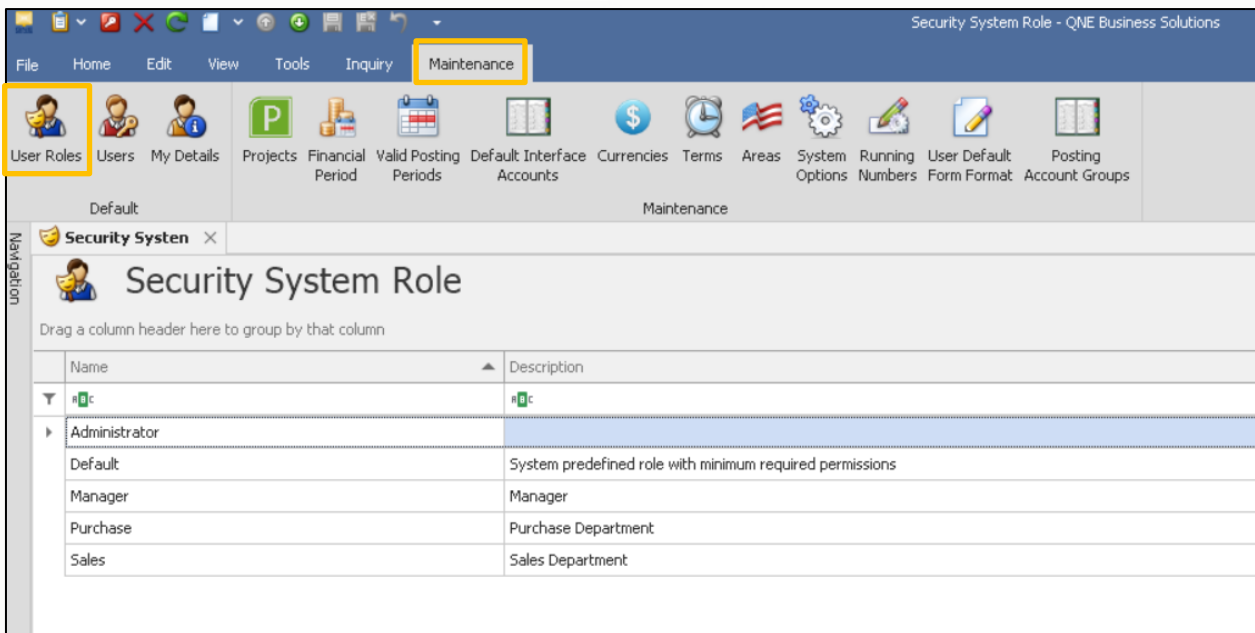 Security System Role - QNE Business Solutions
File Home Edit View Tools Inquiry Maintenance
User Roles Users My Details Projects Financial Period Valid Posting Periods Default Interface Accounts Currencies Terms Areas System Options Running Numbers User Default Form Format Posting Account Groups
Default Maintenance
Navigation
Security Systen
Security System Role
Drag a column header here to group by that column
Name Description
ABC ABC
Administrator
Default System predefined role with minimum required permissions
Manager Manager
Purchase Purchase Department
Sales Sales Department